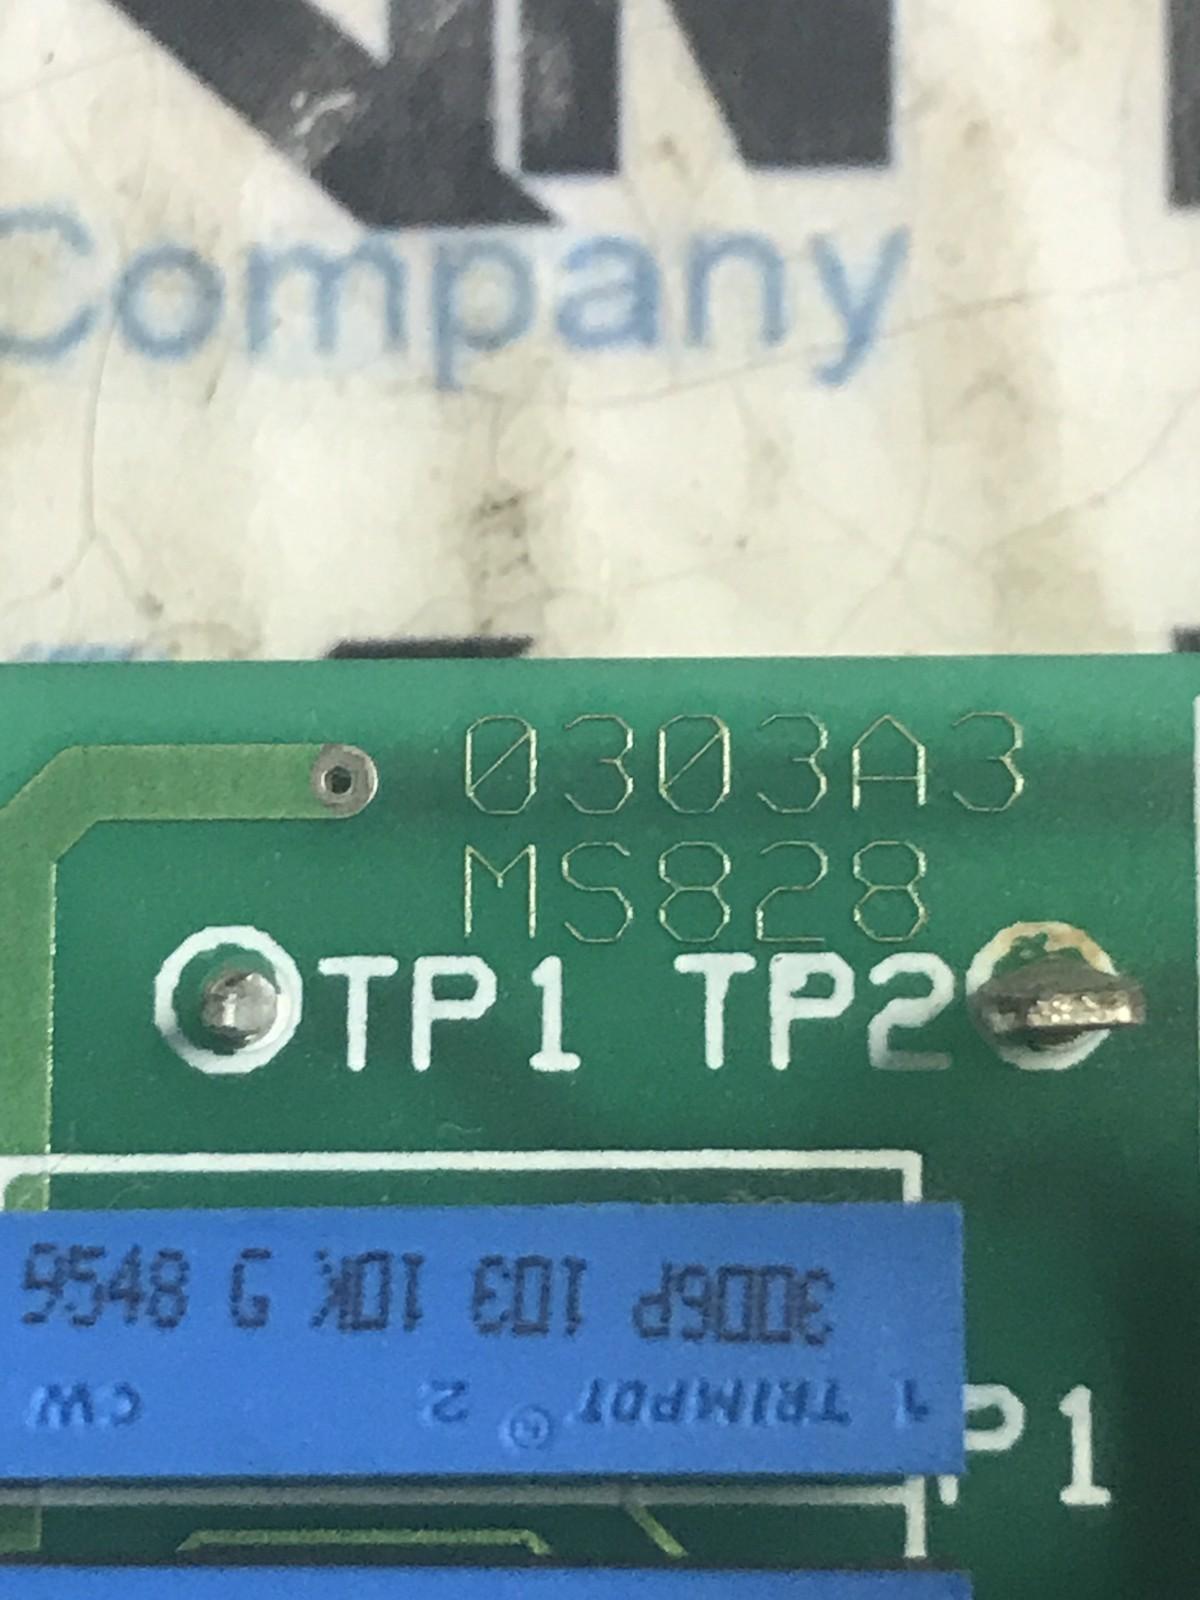 Company
0303A3
MS828
TP1 TP2
3006P 103 10K G 9548
1 TRIMPOT® 2 CW
P1